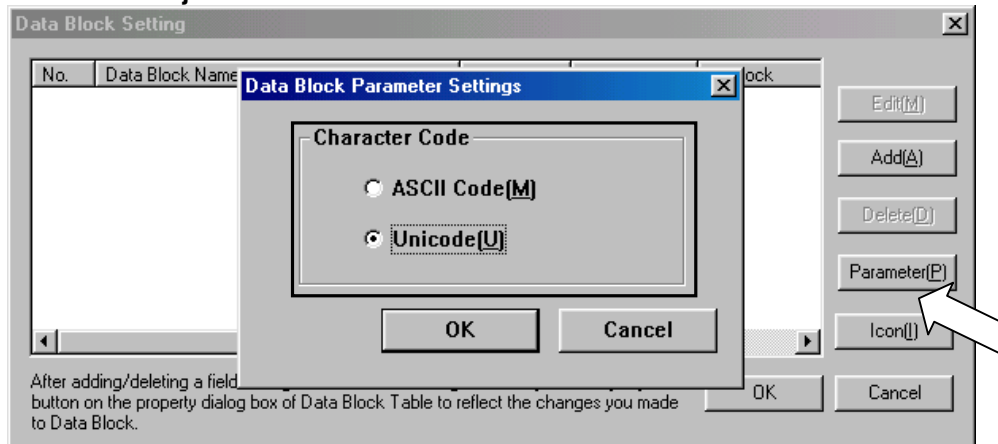 Data Block Setting
No. Data Block Name ock
Data Block Parameter Settings
Character Code
ASCII Code(M)
Unicode(U)
OK Cancel
Edit(M)
Add(A)
Delete(D)
Parameter(P)
Icon(I)
After adding/deleting a field
button on the property dialog box of Data Block Table to reflect the changes you made
to Data Block.
OK Cancel